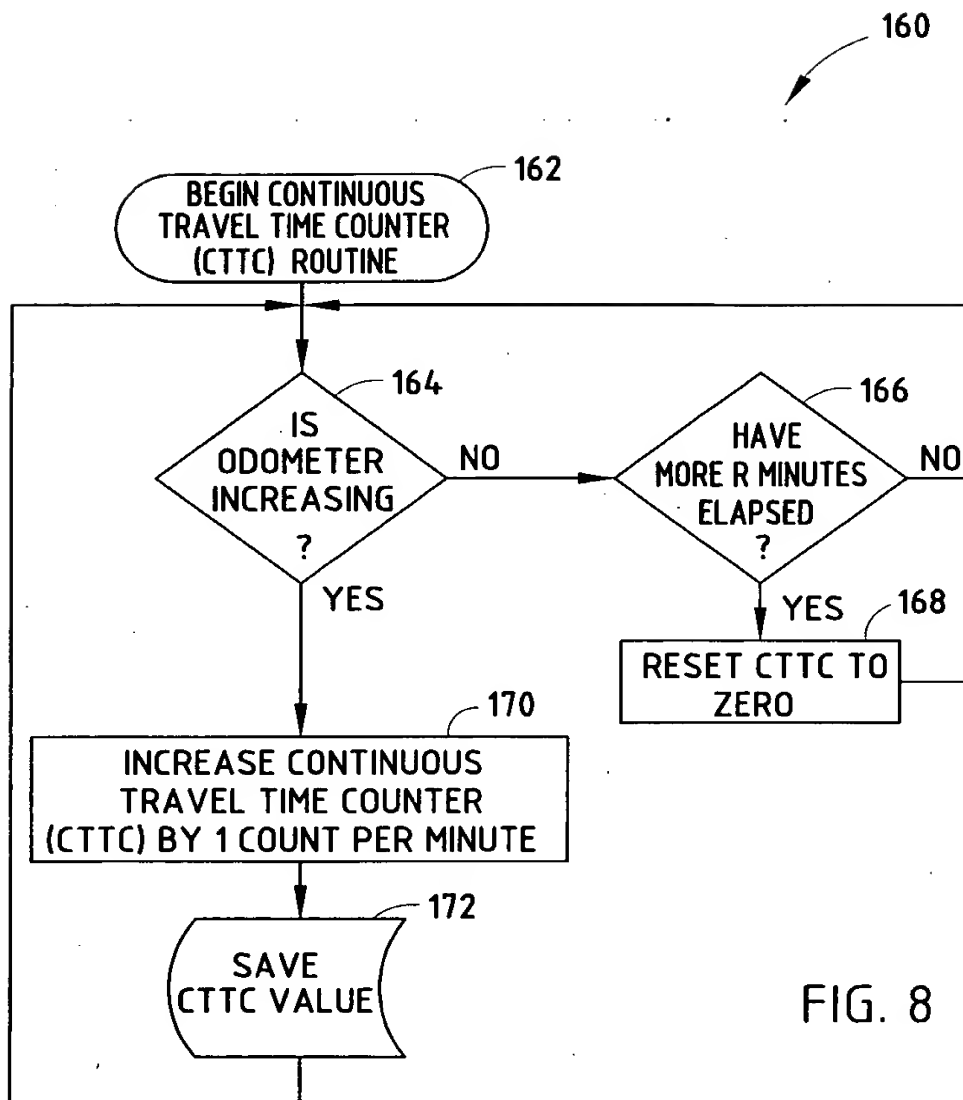 160
162
BEGIN CONTINUOUS
TRAVEL TIME COUNTER
(CTTC) ROUTINE
164
IS
ODOMETER
INCREASING
?
NO
YES
166
HAVE
MORE R MINUTES
ELAPSED
?
NO
YES
168
RESET CTTC TO
ZERO
170
INCREASE CONTINUOUS
TRAVEL TIME COUNTER
(CTTC) BY 1 COUNT PER MINUTE
172
SAVE
CTTC VALUE
FIG. 8